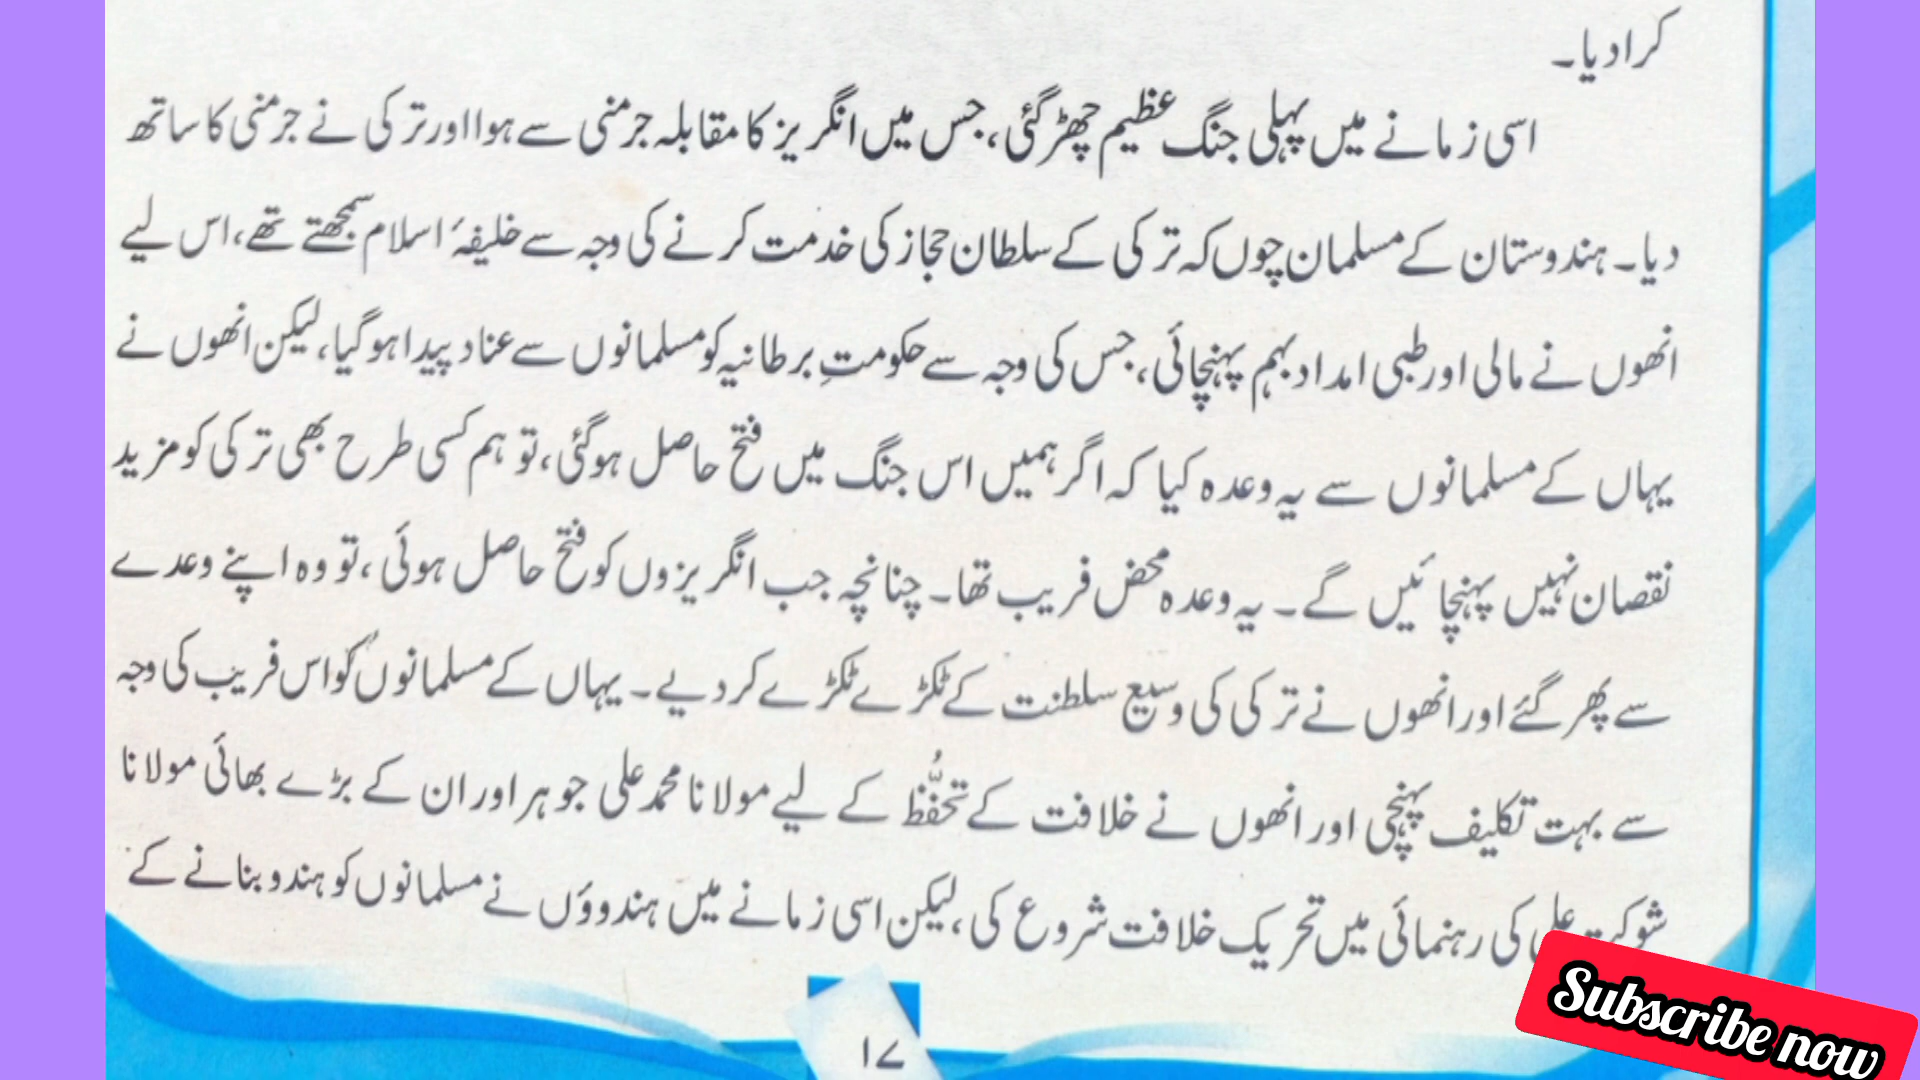 کرادیا۔
اسی زمانے میں پہلی جنگ عظیم چھڑ گئی، جس میں انگریز کا مقابلہ جرمنی سے ہوا اور ترکی نے جرمنی کا ساتھ
دیا۔ ہندوستان کے مسلمان چوں کہ ترکی کے سلطان حجاز کی خدمت کرنے کی وجہ سے خلیفۂ اسلام سمجھتے تھے، اس لیے
انھوں نے مالی اور طبی امداد بہم پہنچائی، جس کی وجہ سے حکومتِ برطانیہ کو مسلمانوں سے عناد پیدا ہوگیا، لیکن انھوں نے
یہاں کے مسلمانوں سے یہ وعدہ کیا کہ اگر ہمیں اس جنگ میں فتح حاصل ہوگئی، تو ہم کسی طرح بھی ترکی کو مزید
نقصان نہیں پہنچائیں گے۔ یہ وعدہ محض فریب تھا۔ چنانچہ جب انگریزوں کو فتح حاصل ہوئی، تو وہ اپنے وعدے
سے پھر گئے اور انھوں نے ترکی کی وسیع سلطنت کے ٹکڑے ٹکڑے کردیے۔ یہاں کے مسلمانوں کو اس فریب کی وجہ
سے بہت تکلیف پہنچی اور انھوں نے خلافت کے تحفُّظ کے لیے مولانا محمد علی جوہر اور ان کے بڑے بھائی مولانا
شوکت علی کی رہنمائی میں تحریک خلافت شروع کی، لیکن اسی زمانے میں ہندوؤں نے مسلمانوں کو ہندو بنانے کے
۱۷
Subscribe now